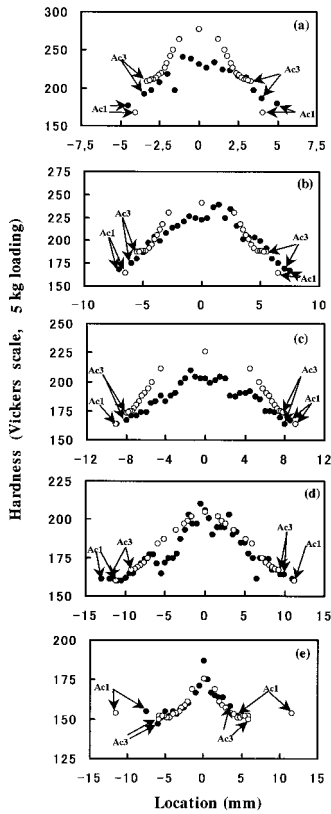 Hardness (Vickers scale, 5 kg loading)
300
250
200
150
(a)
Ac3
Ac3
Ac1
Ac1
-7,5
-5
-2,5
0
2,5
5
7,5
275
250
225
200
175
150
(b)
Ac3
Ac1
Ac3
Ac1
-10
-5
0
5
10
250
225
200
175
150
(c)
Ac3
Ac1
Ac3
Ac1
-12
-8
-4
0
4
8
12
225
200
175
150
(d)
Ac3
Ac1
Ac3
Ac1
-15
-10
-5
0
5
10
15
200
175
150
125
(e)
Ac1
Ac3
Ac1
Ac3
-15
-10
-5
0
5
10
15
Location (mm)